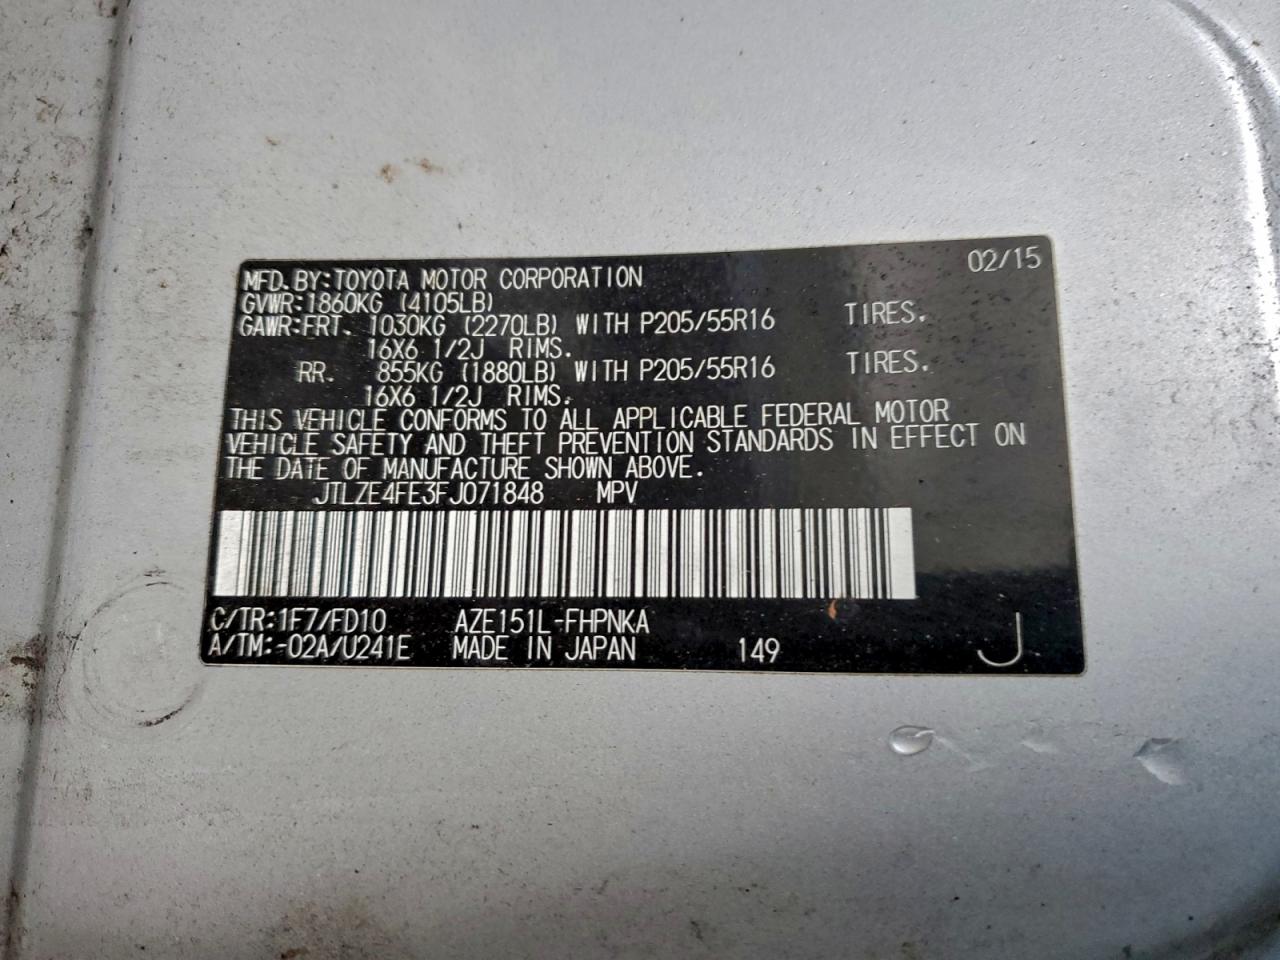 02/15
MFD.BY:TOYOTA MOTOR CORPORATION
GVWR:1860KG (4105LB)
GAWR:FRT. 1030KG (2270LB) WITH P205/55R16 TIRES.
16X6 1/2J RIMS.
RR. 855KG (1880LB) WITH P205/55R16 TIRES.
16X6 1/2J RIMS.
THIS VEHICLE CONFORMS TO ALL APPLICABLE FEDERAL MOTOR
VEHICLE SAFETY AND THEFT PREVENTION STANDARDS IN EFFECT ON
THE DATE OF MANUFACTURE SHOWN ABOVE.
JTLZE4FE3FJ071848 MPV
C/TR:1F7/FD10 AZE151L-FHPNKA
A/TM:-02A/U241E MADE IN JAPAN 149 J